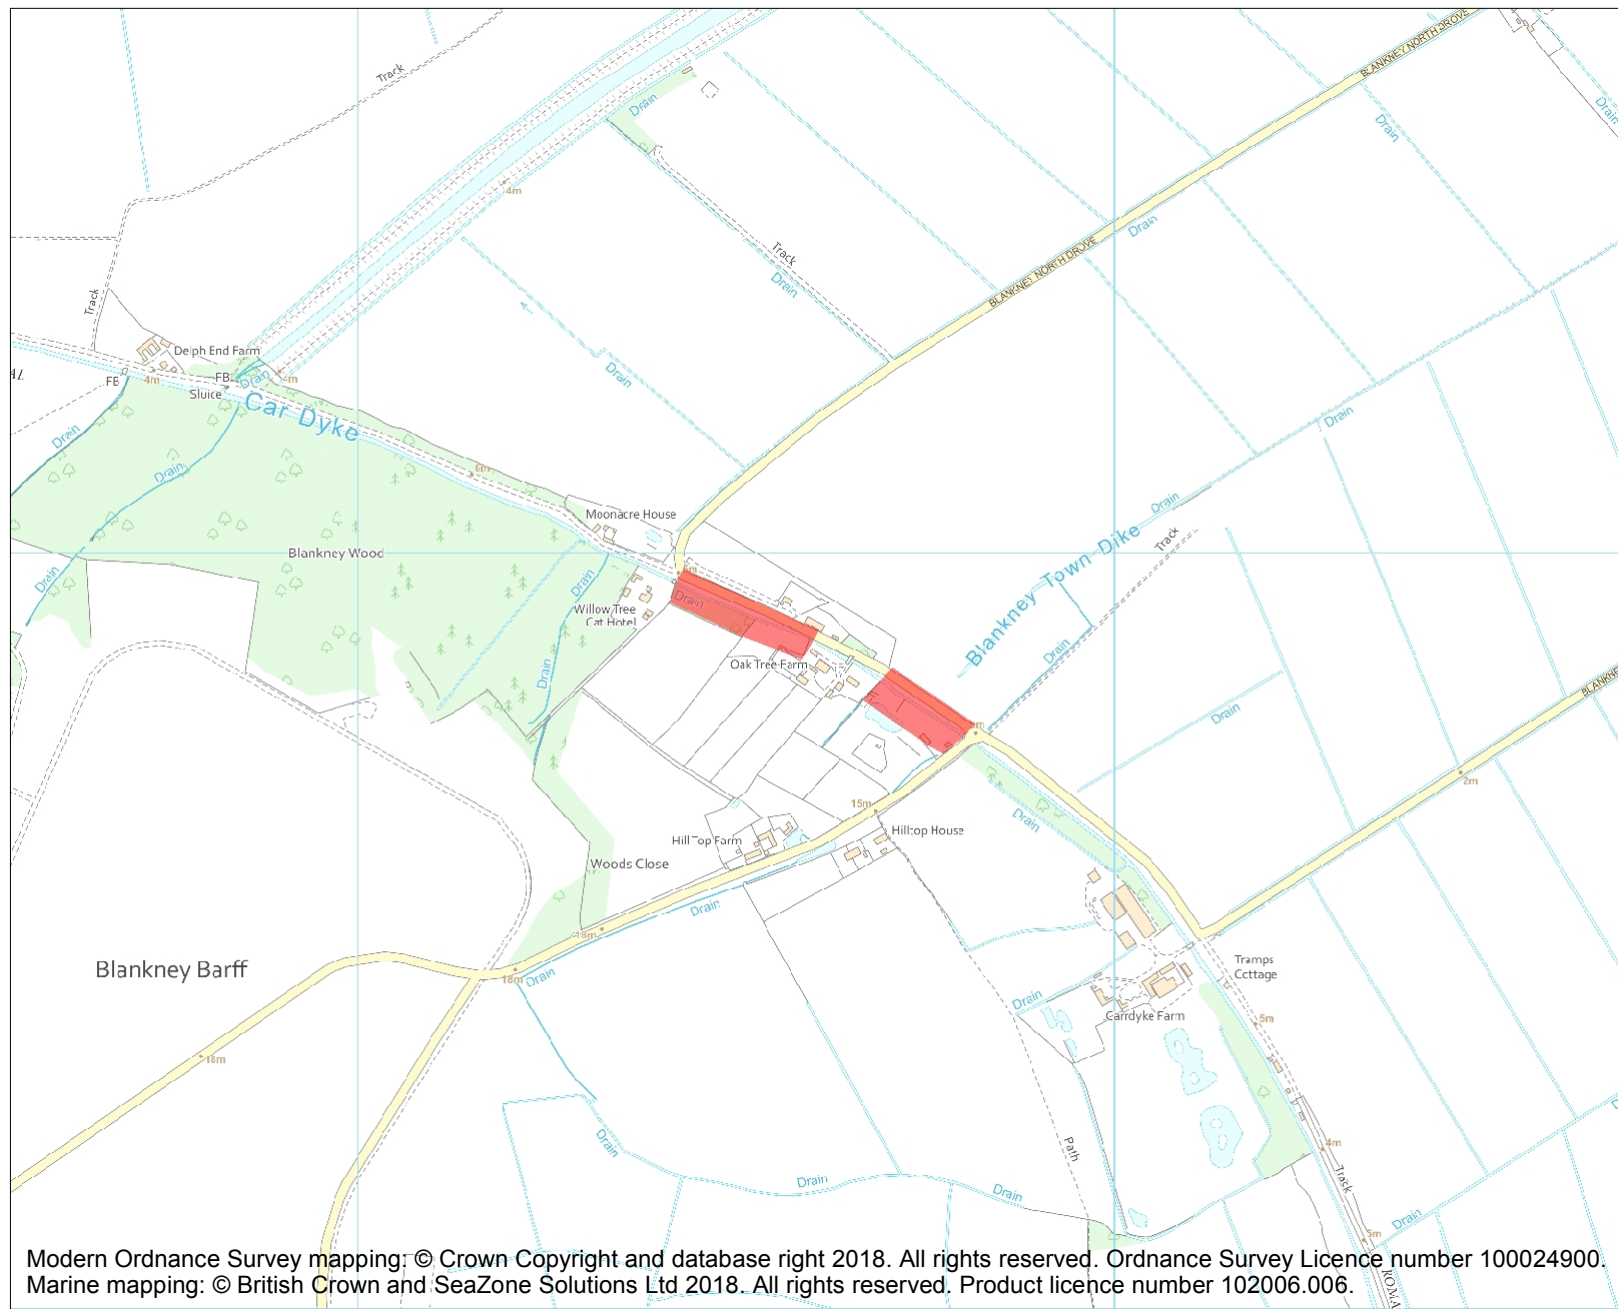 BLANKNEY NORTH DROVE
Track
Drain
Drain
Drain
4m
Drain
Track
BLANKNEY NORTH DROVE
Drain
Track
Delph End Farm
FB
4m
FB
Drain
4m
Sluice
Drain
Car Dyke
Drain
Drain
Drain
6m
Drain
Moonacre House
Track
Blankney Wood
Blankney Town Dike
Drain
Drain
6m
Drain
Willow Tree
Cat Hotel
Drain
Drain
Oak Tree Farm
Drain
15m
Drain
Hill Top Farm
Hilltop House
2m
Woods Close
Drain
18m
Blankney Barff
18m
Drain
Tramps
Cottage
Drain
Carrdyke Farm
5m
18m
Drain
Path
4m
Track
Drain
Drain
Drain
5m
Modern Ordnance Survey mapping: © Crown Copyright and database right 2018. All rights reserved. Ordnance Survey Licence number 100024900.
Marine mapping: © British Crown and SeaZone Solutions Ltd 2018. All rights reserved. Product licence number 102006.006.